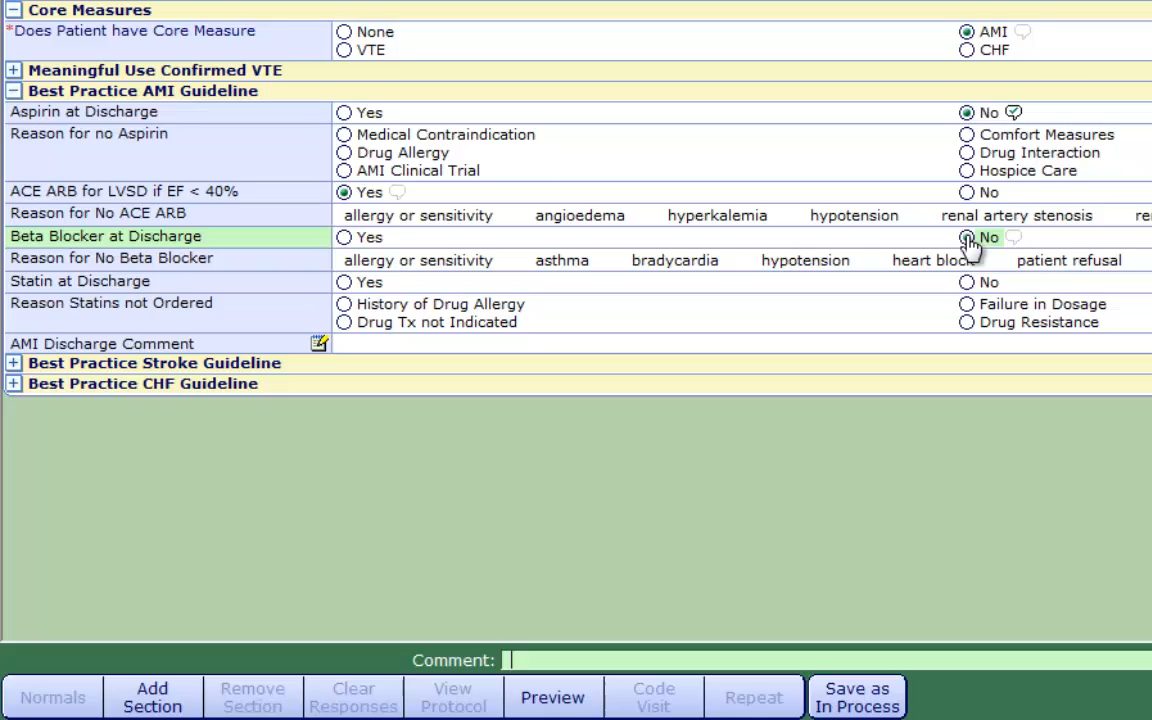 Core Measures
*Does Patient have Core Measure None AMI
VTE CHF
Meaningful Use Confirmed VTE
Best Practice AMI Guideline
Aspirin at Discharge Yes No
Reason for no Aspirin Medical Contraindication Comfort Measures
Drug Allergy Drug Interaction
AMI Clinical Trial Hospice Care
ACE ARB for LVSD if EF < 40% Yes No
Reason for No ACE ARB allergy or sensitivity angioedema hyperkalemia hypotension renal artery stenosis
Beta Blocker at Discharge Yes No
Reason for No Beta Blocker allergy or sensitivity asthma bradycardia hypotension heart block patient refusal
Statin at Discharge Yes No
Reason Statins not Ordered History of Drug Allergy Failure in Dosage
Drug Tx not Indicated Drug Resistance
AMI Discharge Comment
Best Practice Stroke Guideline
Best Practice CHF Guideline
Comment:
Normals Add Section Remove Section Clear Responses View Protocol Preview Code Visit Repeat Save as In Process